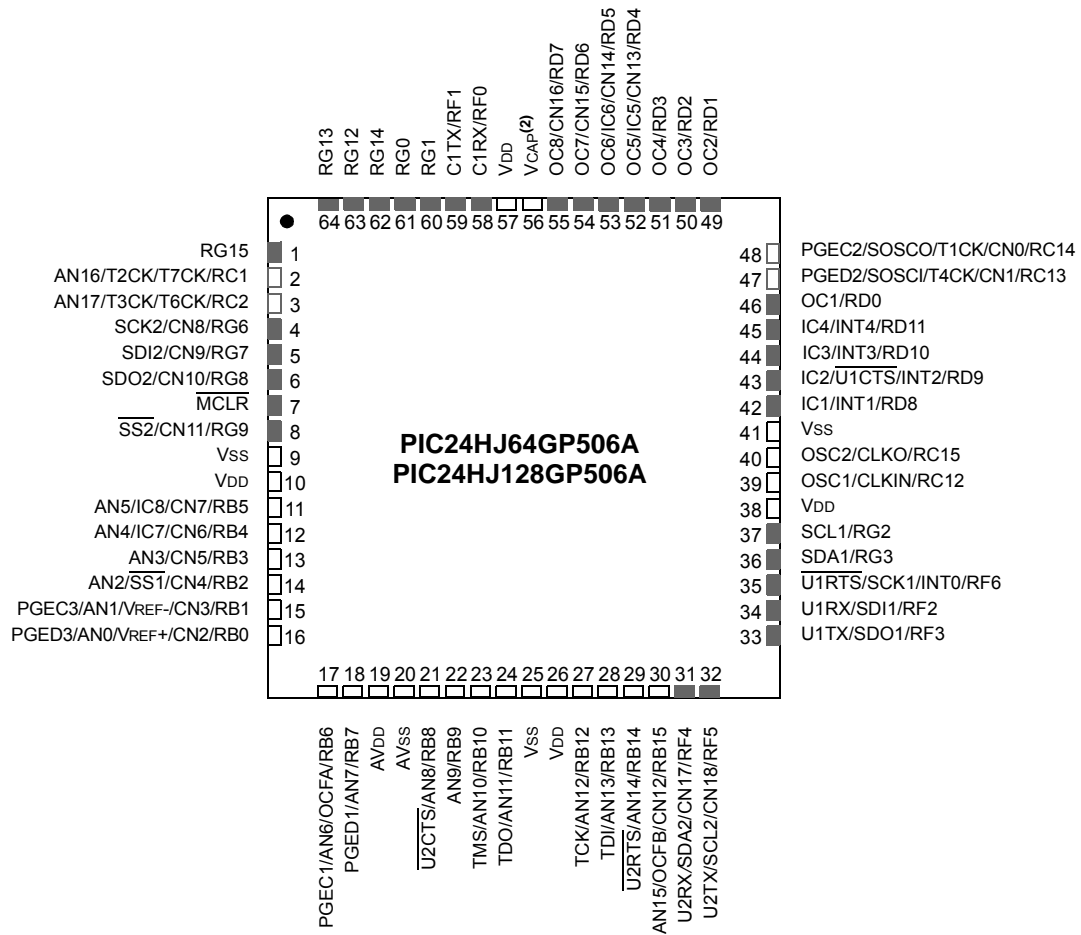 RG13
RG12
RG14
RG0
RG1
C1TX/RF1
C1RX/RF0
VDD
VCAP(2)
OC8/CN16/RD7
OC7/CN15/RD6
OC6/IC6/CN14/RD5
OC5/IC5/CN13/RD4
OC4/RD3
OC3/RD2
OC2/RD1
64 63 62 61 60 59 58 57 56 55 54 53 52 51 50 49
RG15 1
AN16/T2CK/T7CK/RC1 2
AN17/T3CK/T6CK/RC2 3
SCK2/CN8/RG6 4
SDI2/CN9/RG7 5
SDO2/CN10/RG8 6
MCLR 7
SS2/CN11/RG9 8
VSS 9
VDD 10
AN5/IC8/CN7/RB5 11
AN4/IC7/CN6/RB4 12
AN3/CN5/RB3 13
AN2/SS1/CN4/RB2 14
PGEC3/AN1/VREF-/CN3/RB1 15
PGED3/AN0/VREF+/CN2/RB0 16
PIC24HJ64GP506A
PIC24HJ128GP506A
48 PGEC2/SOSCO/T1CK/CN0/RC14
47 PGED2/SOSCI/T4CK/CN1/RC13
46 OC1/RD0
45 IC4/INT4/RD11
44 IC3/INT3/RD10
43 IC2/U1CTS/INT2/RD9
42 IC1/INT1/RD8
41 VSS
40 OSC2/CLKO/RC15
39 OSC1/CLKIN/RC12
38 VDD
37 SCL1/RG2
36 SDA1/RG3
35 U1RTS/SCK1/INT0/RF6
34 U1RX/SDI1/RF2
33 U1TX/SDO1/RF3
17 18 19 20 21 22 23 24 25 26 27 28 29 30 31 32
PGEC1/AN6/OCFA/RB6
PGED1/AN7/RB7
AVDD
AVSS
U2CTS/AN8/RB8
AN9/RB9
TMS/AN10/RB10
TDO/AN11/RB11
VSS
VDD
TCK/AN12/RB12
TDI/AN13/RB13
U2RTS/AN14/RB14
AN15/OCFB/CN12/RB15
U2RX/SDA2/CN17/RF4
U2TX/SCL2/CN18/RF5